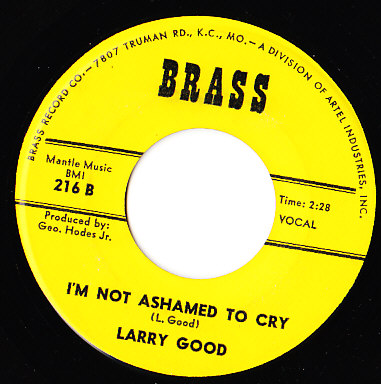 BRASS RECORD CO.—7807 TRUMAN RD., K.C., MO.—A DIVISION OF ARTEL INDUSTRIES, INC.
BRASS
Mantle Music
BMI
216 B
Time: 2:28
VOCAL
Produced by:
Geo. Hodes Jr.
I'M NOT ASHAMED TO CRY
(L. Good)
LARRY GOOD